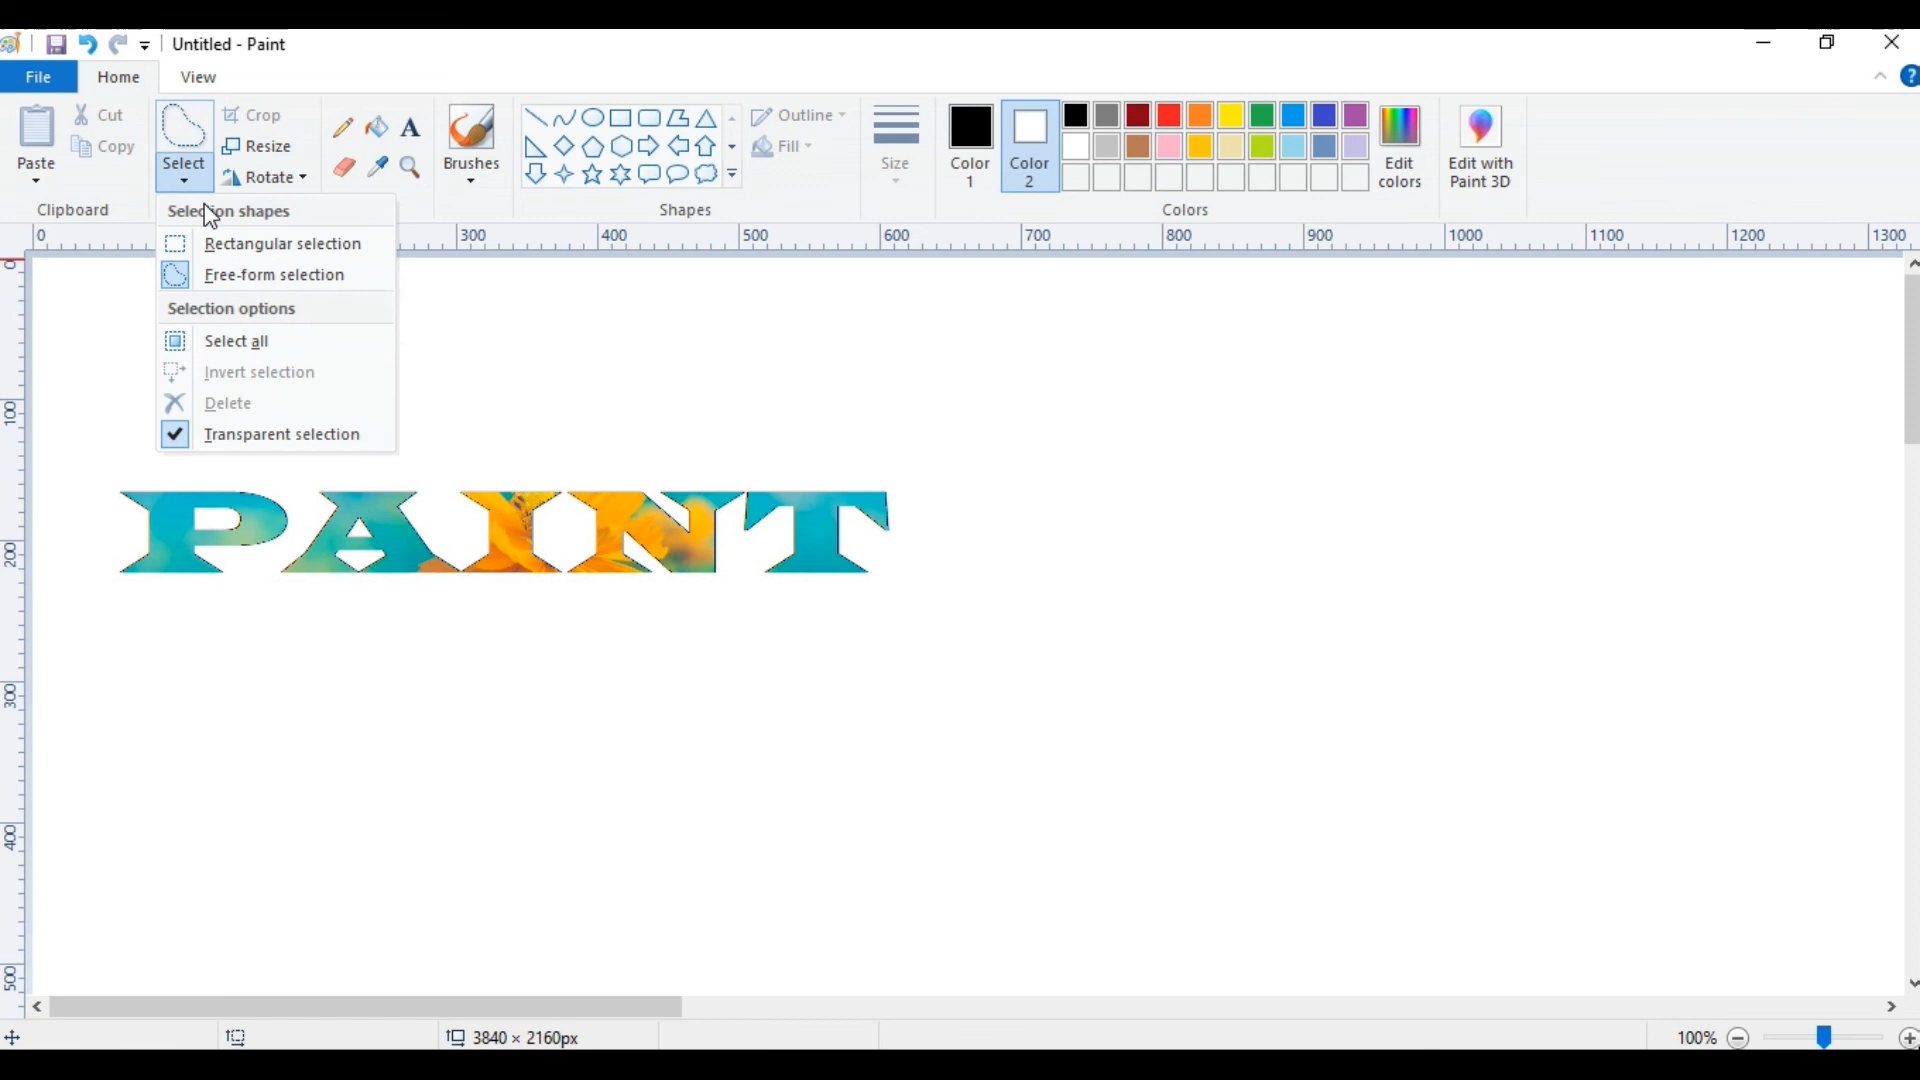 Untitled - Paint
File Home View
Paste
Cut
Copy
Clipboard
Select
Crop
Resize
Rotate
A
Brushes
Outline
Fill
Shapes
Size
Color 1
Color 2
Edit colors
Colors
Edit with Paint 3D
?
Selection shapes
Rectangular selection
Free-form selection
Selection options
Select all
Invert selection
Delete
Transparent selection
0 300 400 500 600 700 800 900 1000 1100 1200 1300
0
100
200
300
400
500
PAINT
3840 × 2160px
100%